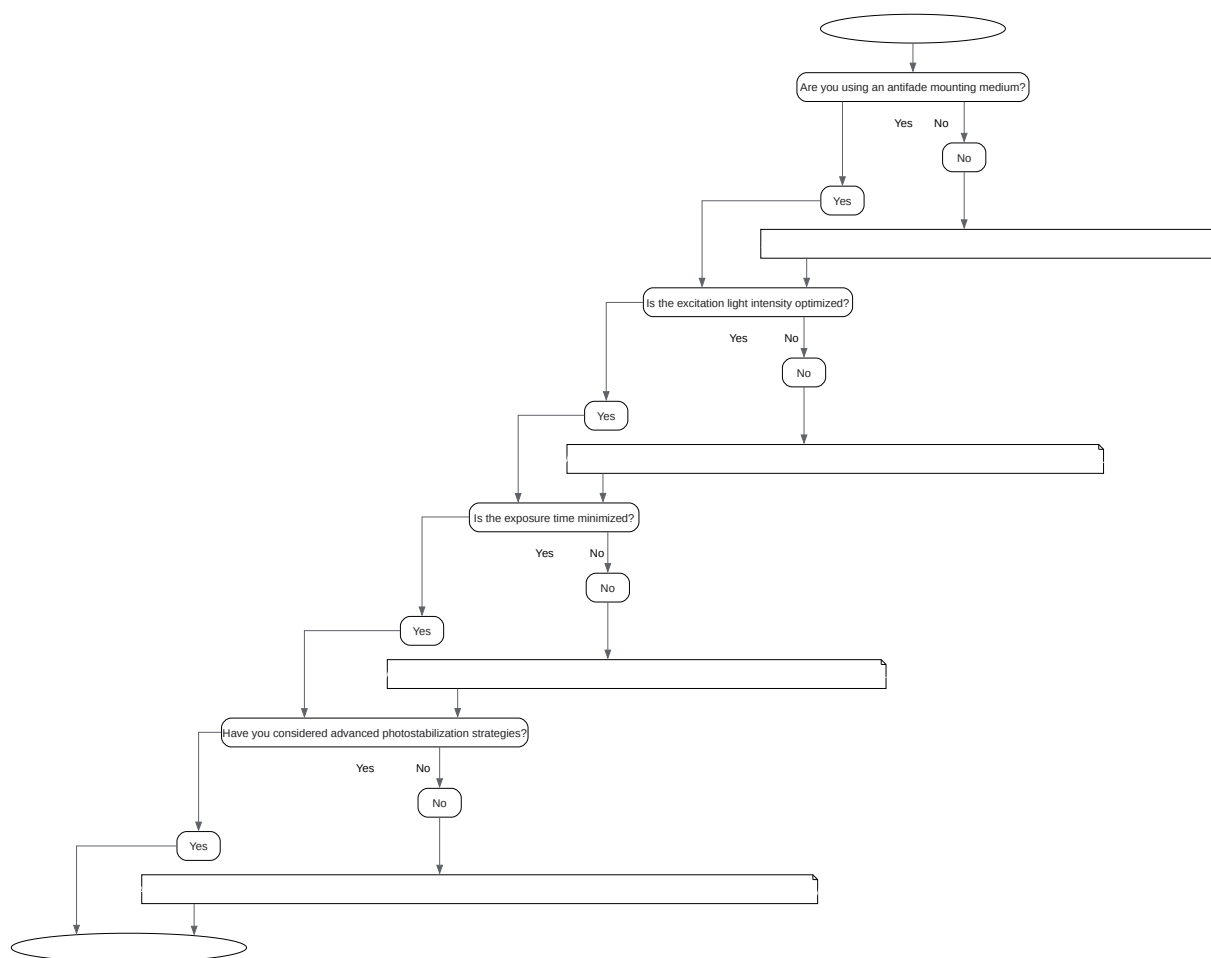 Are you using an antifade mounting medium?
Yes No
No
Yes
Is the excitation light intensity optimized?
Yes No
No
Yes
Is the exposure time minimized?
Yes No
No
Yes
Have you considered advanced photostabilization strategies?
Yes No
No
Yes